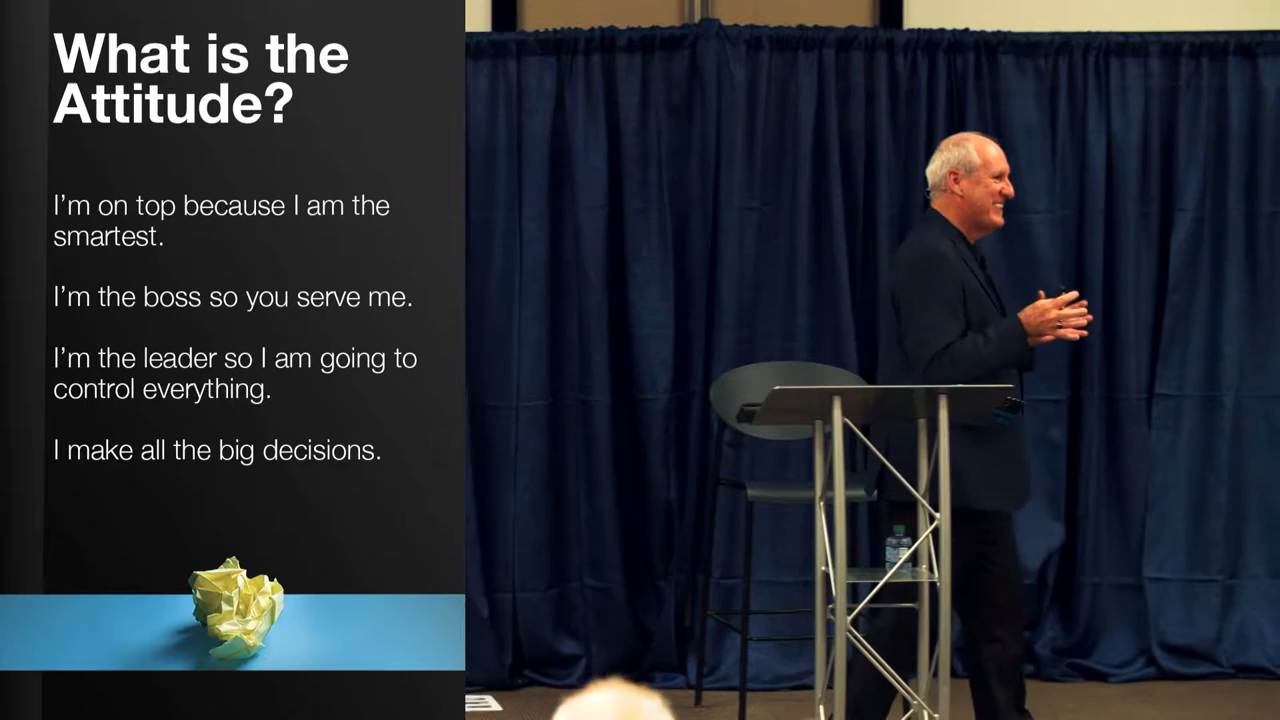 What is the
Attitude?
I'm on top because I am the
smartest.
I'm the boss so you serve me.
I'm the leader so I am going to
control everything.
I make all the big decisions.